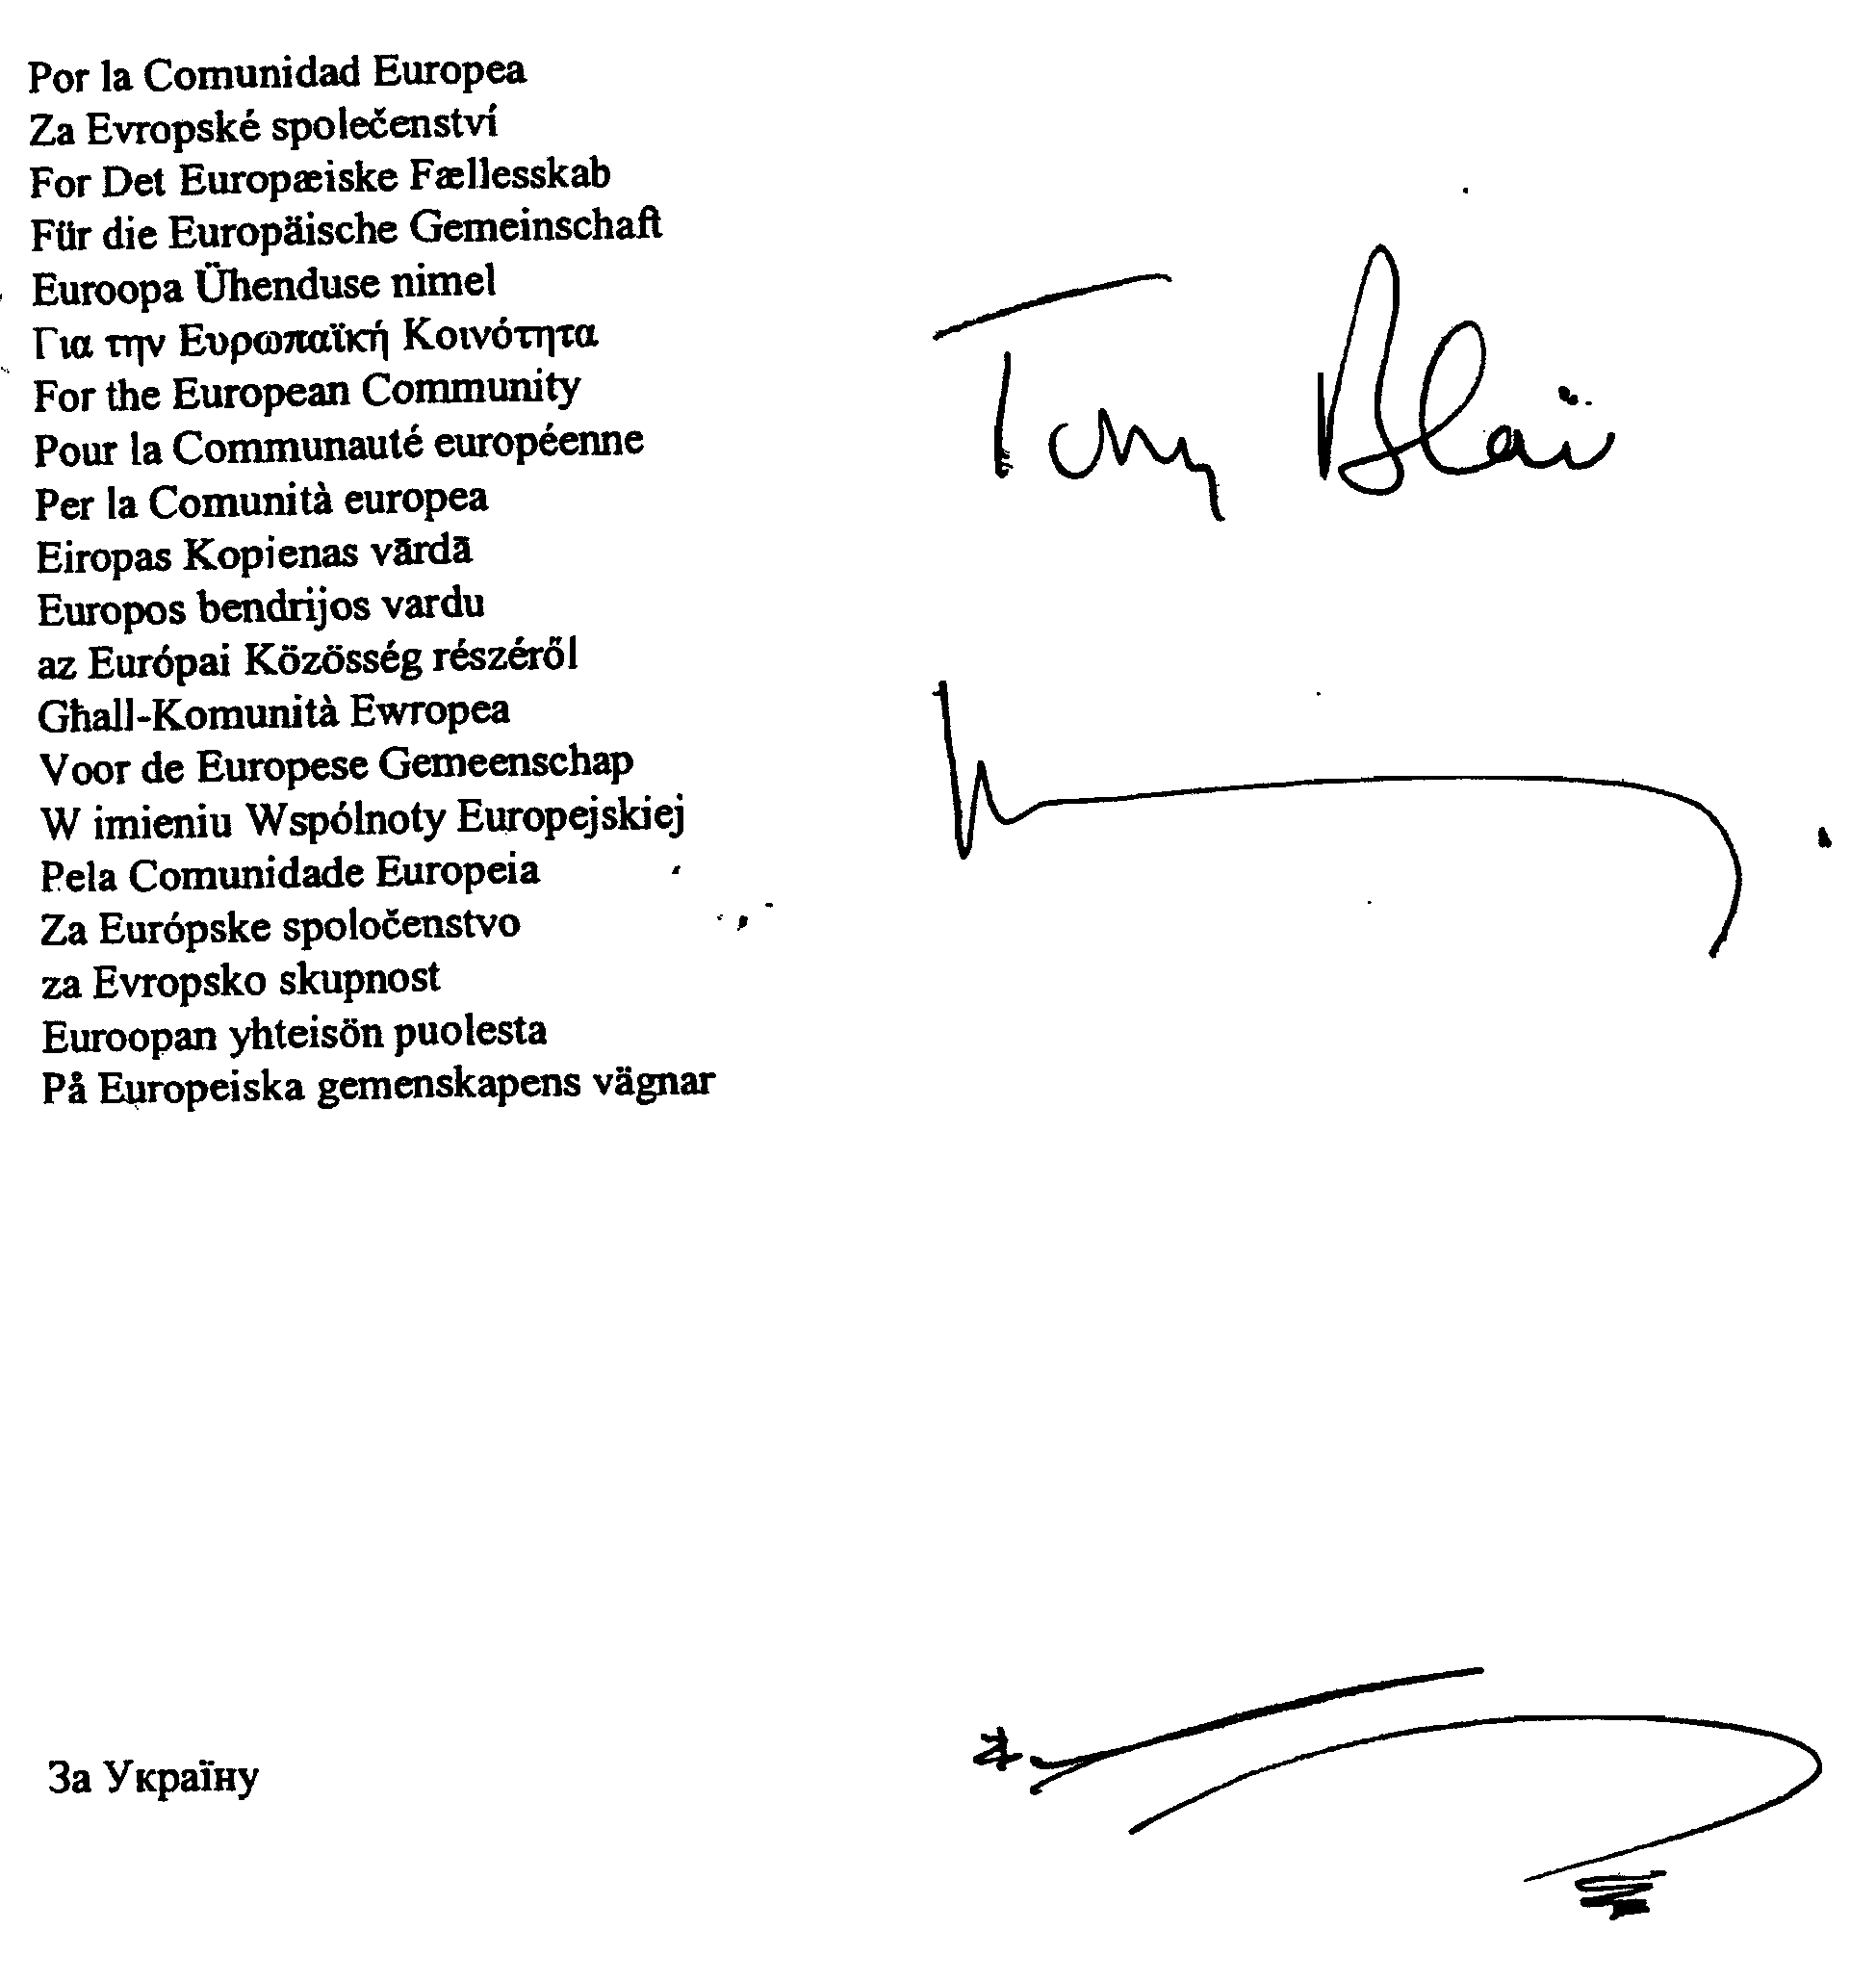 Por la Comunidad Europea
Za Evropské společenství
For Det Europæiske Fællesskab
Für die Europäische Gemeinschaft
Euroopa Ühenduse nimel
Για την Ευρωπαϊκή Κοινότητα
For the European Community
Pour la Communauté européenne
Per la Comunità europea
Eiropas Kopienas vārdā
Europos bendrijos vardu
az Európai Közösség részéről
Għall-Komunità Ewropea
Voor de Europese Gemeenschap
W imieniu Wspólnoty Europejskiej
Pela Comunidade Europeia
Za Európske spoločenstvo
za Evropsko skupnost
Euroopan yhteisön puolesta
På Europeiska gemenskapens vägnar
Tony Blair
За Україну